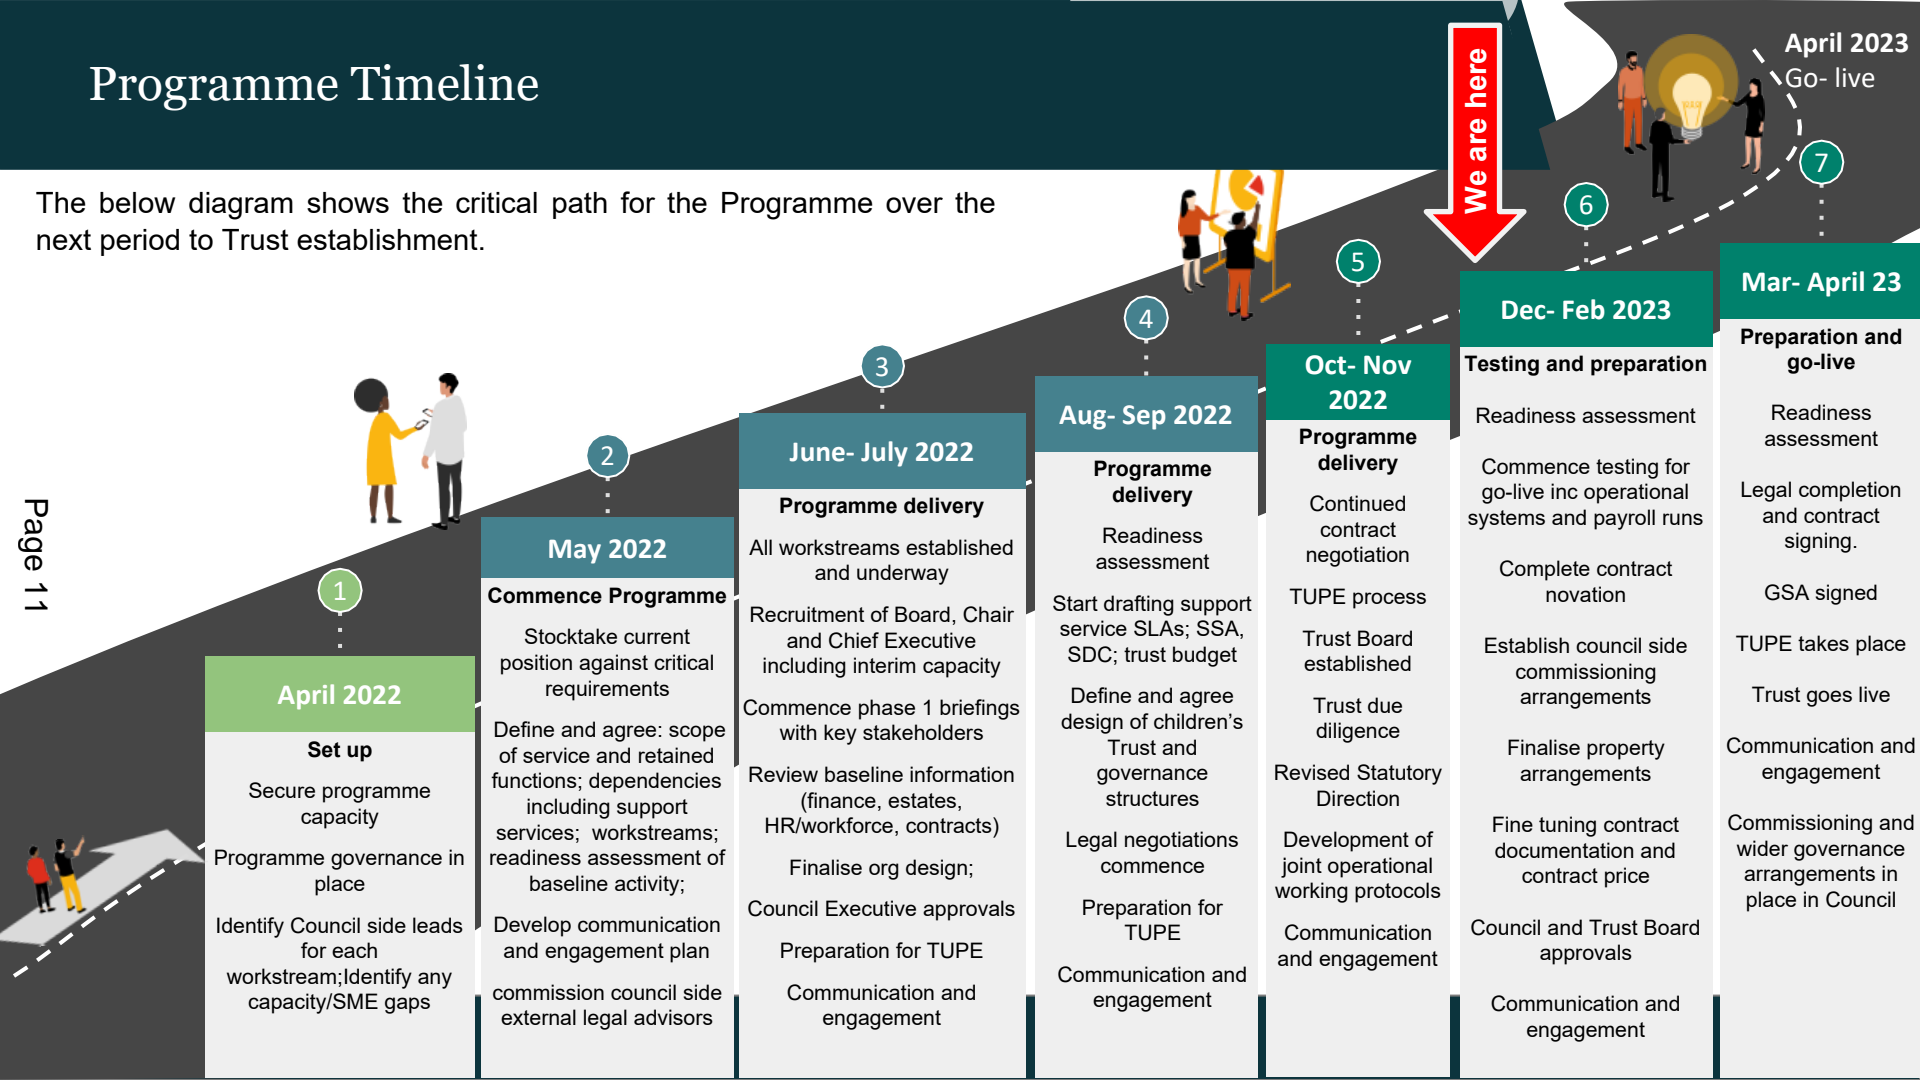 Programme Timeline
We are here
April 2023
Go- live
The below diagram shows the critical path for the Programme over the
next period to Trust establishment.
Page 11
1
April 2022
Set up
Secure programme
capacity
Programme governance in
place
Identify Council side leads
for each
workstream;Identify any
capacity/SME gaps
2
May 2022
Commence Programme
Stocktake current
position against critical
requirements
Define and agree: scope
of service and retained
functions; dependencies
including support
services;  workstreams;
readiness assessment of
baseline activity;
Develop communication
and engagement plan
commission council side
external legal advisors
3
June- July 2022
Programme delivery
All workstreams established
and underway
Recruitment of Board, Chair
and Chief Executive
including interim capacity
Commence phase 1 briefings
with key stakeholders
Review baseline information
(finance, estates,
HR/workforce, contracts)
Finalise org design;
Council Executive approvals
Preparation for TUPE
Communication and
engagement
4
Aug- Sep 2022
Programme
delivery
Readiness
assessment
Start drafting support
service SLAs; SSA,
SDC; trust budget
Define and agree
design of children’s
Trust and
governance
structures
Legal negotiations
commence
Preparation for
TUPE
Communication and
engagement
5
Oct- Nov
2022
Programme
delivery
Continued
contract
negotiation
TUPE process
Trust Board
established
Trust due
diligence
Revised Statutory
Direction
Development of
joint operational
working protocols
Communication
and engagement
6
Dec- Feb 2023
Testing and preparation
Readiness assessment
Commence testing for
go-live inc operational
systems and payroll runs
Complete contract
novation
Establish council side
commissioning
arrangements
Finalise property
arrangements
Fine tuning contract
documentation and
contract price
Council and Trust Board
approvals
Communication and
engagement
7
Mar- April 23
Preparation and
go-live
Readiness
assessment
Legal completion
and contract
signing.
GSA signed
TUPE takes place
Trust goes live
Communication and
engagement
Commissioning and
wider governance
arrangements in
place in Council